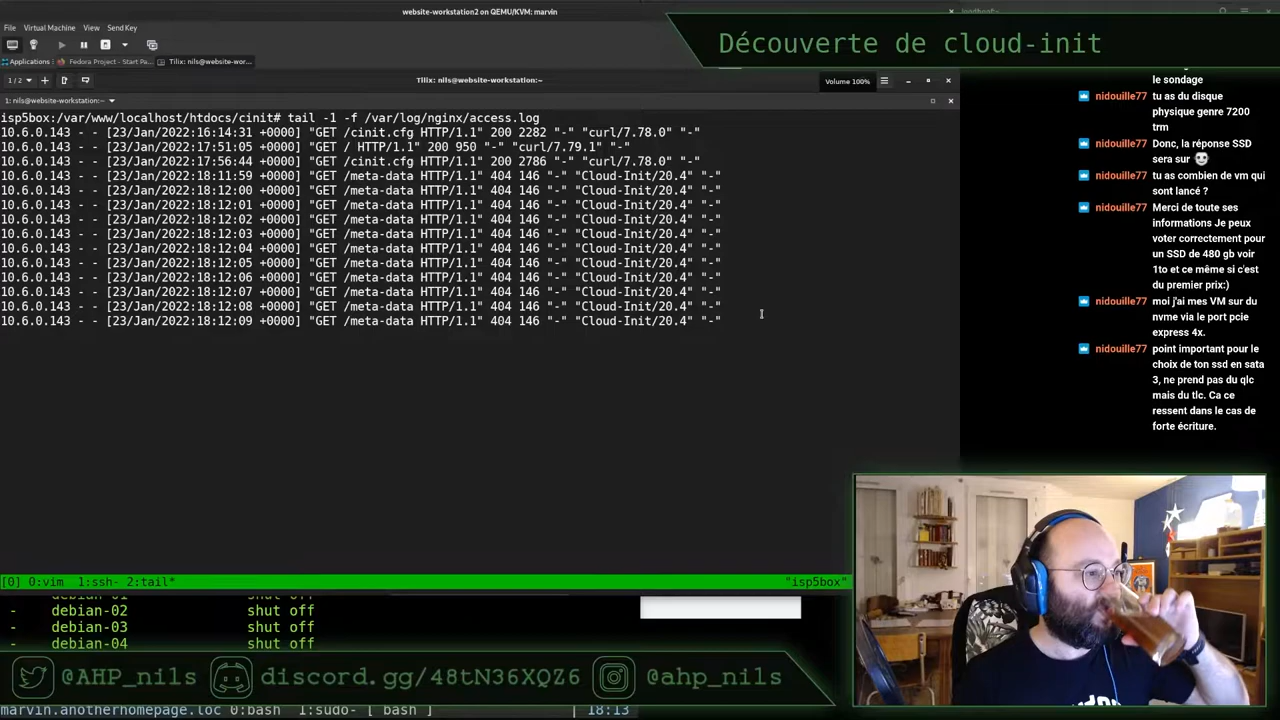 website-workstation2 on QEMU/KVM: marvin
File Virtual Machine View Send Key
Applications Fedora Project - Start Pa... Tilix: nils@website-wor...
1 / 2 Tilix: nils@website-workstation:~ Volume 100%
1: nils@website-workstation:~
isp5box:/var/www/localhost/htdocs/cinit# tail -1 -f /var/log/nginx/access.log
10.6.0.143 - - [23/Jan/2022:16:14:31 +0000] "GET /cinit.cfg HTTP/1.1" 200 2282 "-" "curl/7.78.0" "-"
10.6.0.143 - - [23/Jan/2022:17:51:05 +0000] "GET / HTTP/1.1" 200 950 "-" "curl/7.79.1" "-"
10.6.0.143 - - [23/Jan/2022:17:56:44 +0000] "GET /cinit.cfg HTTP/1.1" 200 2786 "-" "curl/7.78.0" "-"
10.6.0.143 - - [23/Jan/2022:18:11:59 +0000] "GET /meta-data HTTP/1.1" 404 146 "-" "Cloud-Init/20.4" "-"
10.6.0.143 - - [23/Jan/2022:18:12:00 +0000] "GET /meta-data HTTP/1.1" 404 146 "-" "Cloud-Init/20.4" "-"
10.6.0.143 - - [23/Jan/2022:18:12:01 +0000] "GET /meta-data HTTP/1.1" 404 146 "-" "Cloud-Init/20.4" "-"
10.6.0.143 - - [23/Jan/2022:18:12:02 +0000] "GET /meta-data HTTP/1.1" 404 146 "-" "Cloud-Init/20.4" "-"
10.6.0.143 - - [23/Jan/2022:18:12:03 +0000] "GET /meta-data HTTP/1.1" 404 146 "-" "Cloud-Init/20.4" "-"
10.6.0.143 - - [23/Jan/2022:18:12:04 +0000] "GET /meta-data HTTP/1.1" 404 146 "-" "Cloud-Init/20.4" "-"
10.6.0.143 - - [23/Jan/2022:18:12:05 +0000] "GET /meta-data HTTP/1.1" 404 146 "-" "Cloud-Init/20.4" "-"
10.6.0.143 - - [23/Jan/2022:18:12:06 +0000] "GET /meta-data HTTP/1.1" 404 146 "-" "Cloud-Init/20.4" "-"
10.6.0.143 - - [23/Jan/2022:18:12:07 +0000] "GET /meta-data HTTP/1.1" 404 146 "-" "Cloud-Init/20.4" "-"
10.6.0.143 - - [23/Jan/2022:18:12:08 +0000] "GET /meta-data HTTP/1.1" 404 146 "-" "Cloud-Init/20.4" "-"
10.6.0.143 - - [23/Jan/2022:18:12:09 +0000] "GET /meta-data HTTP/1.1" 404 146 "-" "Cloud-Init/20.4" "-"
[0] 0:vim 1:ssh- 2:tail* "isp5box"
- debian-02 shut off
- debian-03 shut off
- debian-04 shut off
@AHP_nils discord.gg/48tN36XQZ6 @ahp_nils
marvin.anotherhomepage.loc 0:bash 1:sudo- [ bash ] | 18:13
Découverte de cloud-init
le sondage
nidouille77 tu as du disque
physique genre 7200
trm
nidouille77 Donc, la réponse SSD
sera sur
nidouille77 tu as combien de vm qui
sont lancé ?
nidouille77 Merci de toute ses
informations Je peux
voter correctement pour
un SSD de 480 gb voir
1to et ce même si c'est
du premier prix:)
nidouille77 moi j'ai mes VM sur du
nvme via le port pcie
express 4x.
nidouille77 point important pour le
choix de ton ssd en sata
3, ne prend pas du qlc
mais du tlc. Ca ce
ressent dans le cas de
forte écriture.